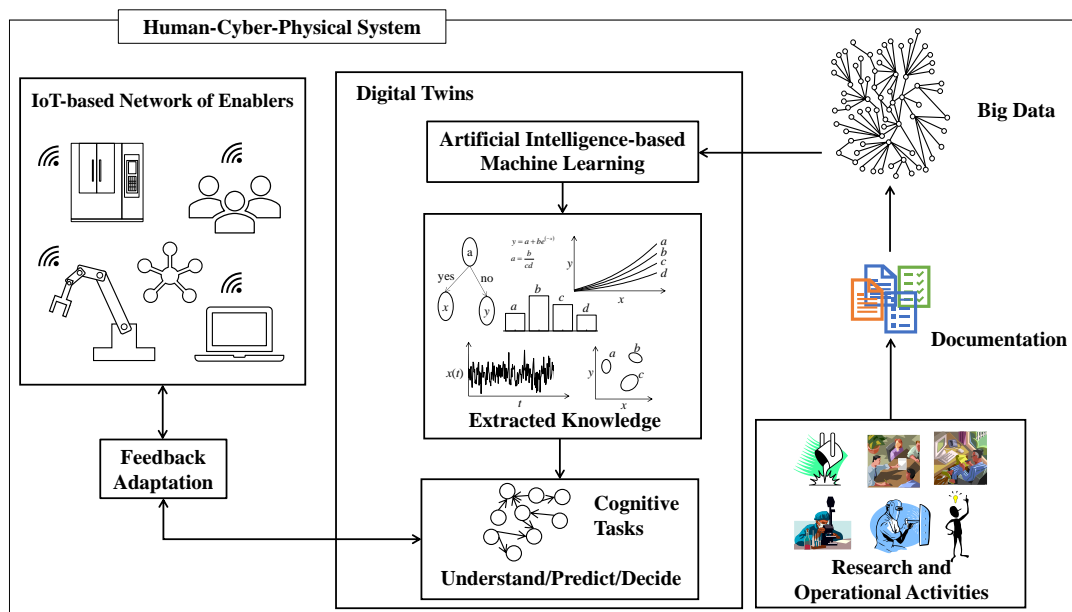 Human-Cyber-Physical System
IoT-based Network of Enablers
Digital Twins
Artificial Intelligence-based
Machine Learning
Big Data
y = a + be^(−x)
a = b/cd
a
yes
no
x
y
a
b
c
d
y
x
a
b
c
d
x(t)
t
a
b
c
y
x
Extracted Knowledge
Documentation
Feedback
Adaptation
Cognitive
Tasks
Understand/Predict/Decide
Research and
Operational Activities